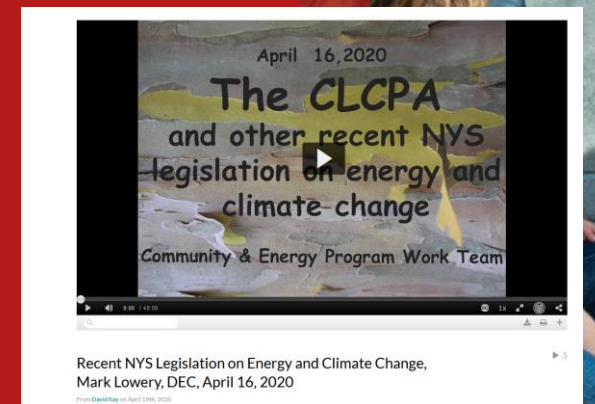 April 16,2020
The CLCPA
and other recent NYS
legislation on energy and
climate change
Community & Energy Program Work Team
0:00 / 48:09
1x
5
Recent NYS Legislation on Energy and Climate Change,
Mark Lowery, DEC, April 16, 2020
From David Kay on April 19th, 2020